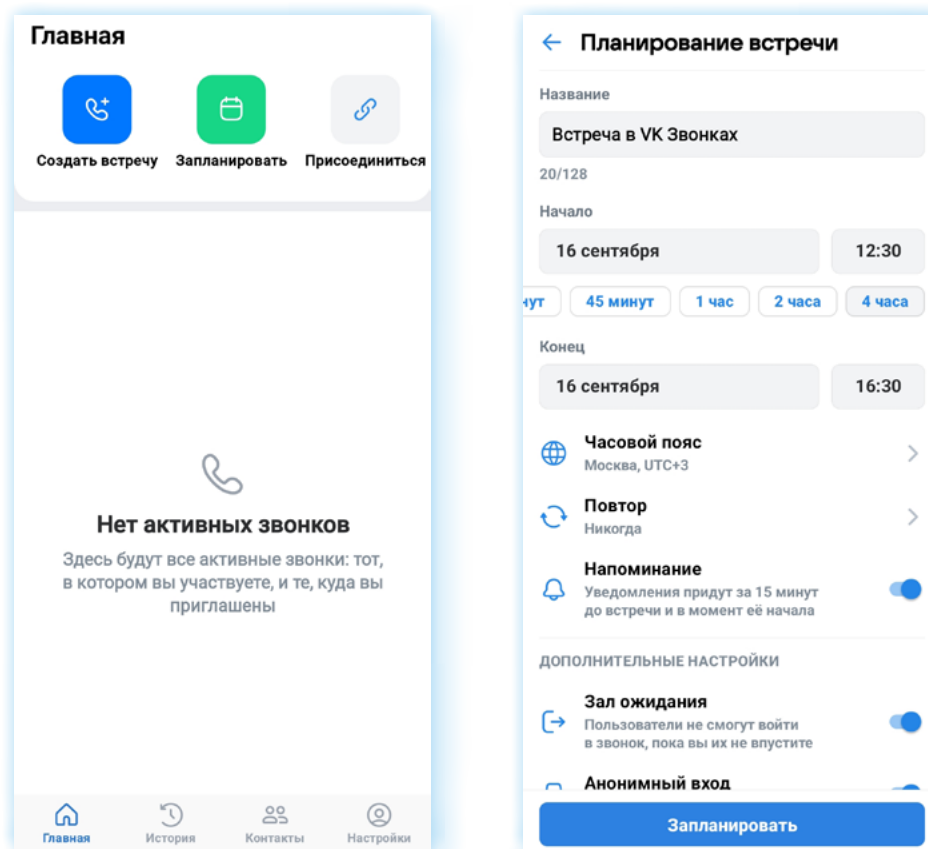 Главная
Создать встречу
Запланировать
Присоединиться
Нет активных звонков
Здесь будут все активные звонки: тот,
в котором вы участвуете, и те, куда вы
приглашены
Главная
История
Контакты
Настройки
Планирование встречи
Название
Встреча в VK Звонках
20/128
Начало
16 сентября
12:30
нут
45 минут
1 час
2 часа
4 часа
Конец
16 сентября
16:30
Часовой пояс
Москва, UTC+3
Повтор
Никогда
Напоминание
Уведомления придут за 15 минут
до встречи и в момент её начала
ДОПОЛНИТЕЛЬНЫЕ НАСТРОЙКИ
Зал ожидания
Пользователи не смогут войти
в звонок, пока вы их не впустите
Анонимный вход
Запланировать